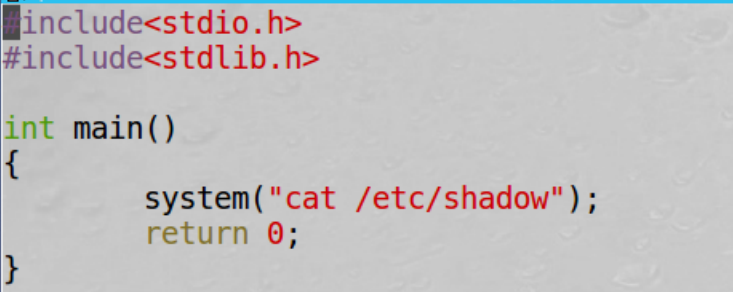 #include<stdio.h>
#include<stdlib.h>
int main()
{
system("cat /etc/shadow");
return 0;
}